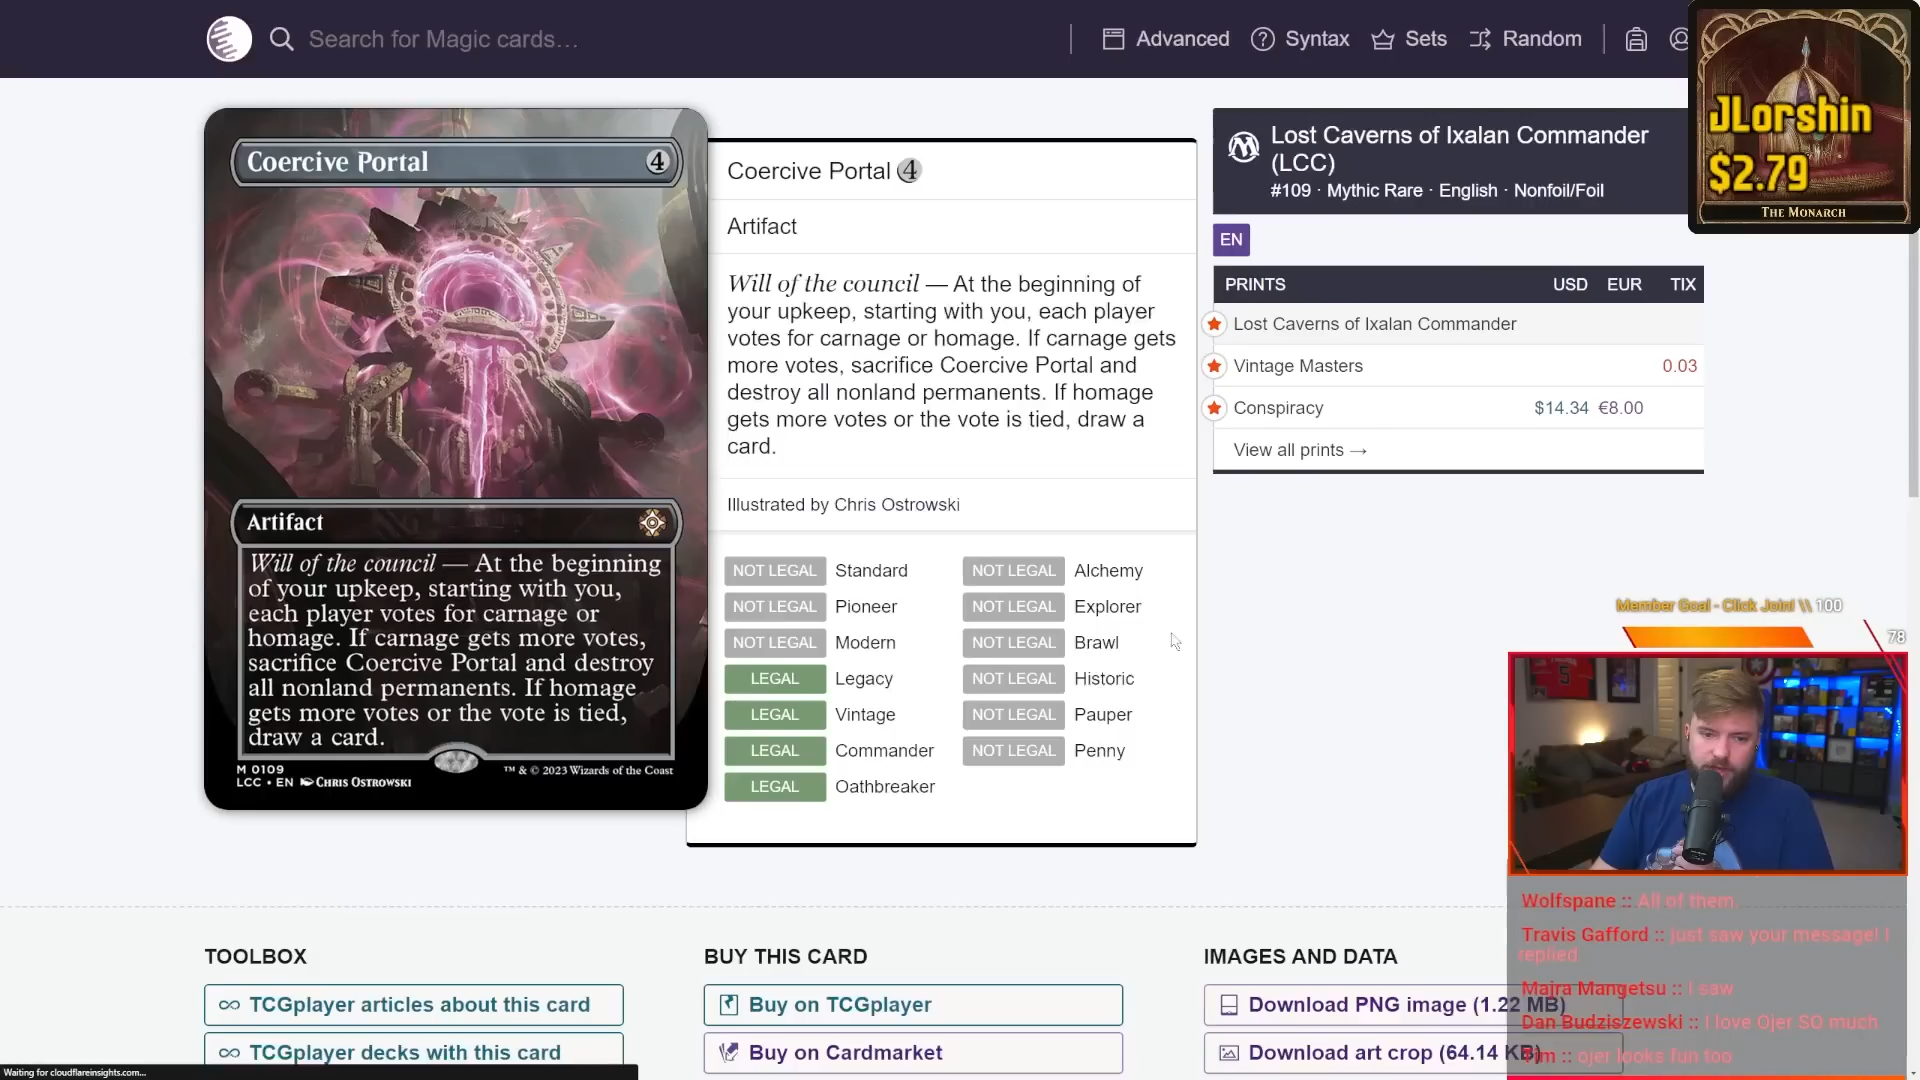 Search for Magic cards…
Advanced
Syntax
Sets
Random
JLorshin
$2.79
THE MONARCH
Coercive Portal 4
Artifact
Will of the council — At the beginning
of your upkeep, starting with you,
each player votes for carnage or
homage. If carnage gets more votes,
sacrifice Coercive Portal and destroy
all nonland permanents. If homage
gets more votes or the vote is tied,
draw a card.
M 0109
LCC • EN CHRIS OSTROWSKI
™ & © 2023 Wizards of the Coast
Coercive Portal 4
Artifact
Will of the council — At the beginning of
your upkeep, starting with you, each player
votes for carnage or homage. If carnage gets
more votes, sacrifice Coercive Portal and
destroy all nonland permanents. If homage
gets more votes or the vote is tied, draw a
card.
Illustrated by Chris Ostrowski
NOT LEGAL Standard NOT LEGAL Alchemy
NOT LEGAL Pioneer NOT LEGAL Explorer
NOT LEGAL Modern NOT LEGAL Brawl
LEGAL Legacy NOT LEGAL Historic
LEGAL Vintage NOT LEGAL Pauper
LEGAL Commander NOT LEGAL Penny
LEGAL Oathbreaker
Lost Caverns of Ixalan Commander
(LCC)
#109 · Mythic Rare · English · Nonfoil/Foil
EN
PRINTS USD EUR TIX
Lost Caverns of Ixalan Commander
Vintage Masters 0.03
Conspiracy $14.34 €8.00
View all prints →
Member Goal - Click Join! \\ 100
78
5
Wolfspane :: All of them.
Travis Gafford :: just saw your message! I
replied
Majra Mangetsu :: I saw
Dan Budziszewski :: I love Ojer SO much
Tim :: ojer looks fun too
TOOLBOX
TCGplayer articles about this card
TCGplayer decks with this card
BUY THIS CARD
Buy on TCGplayer
Buy on Cardmarket
IMAGES AND DATA
Download PNG image (1.22 MB)
Download art crop (64.14 KB)
Waiting for cloudflareinsights.com...